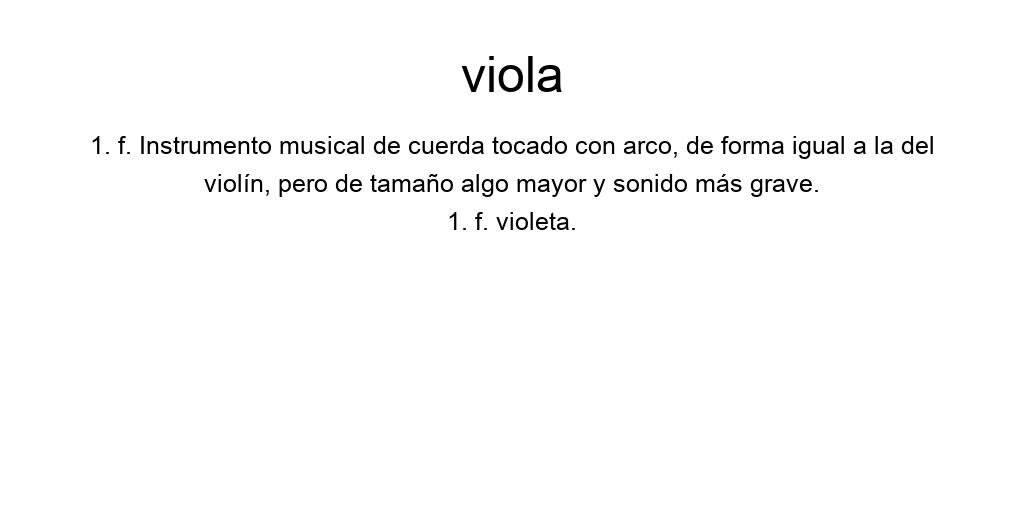 viola
1. f. Instrumento musical de cuerda tocado con arco, de forma igual a la del
violín, pero de tamaño algo mayor y sonido más grave.
1. f. violeta.